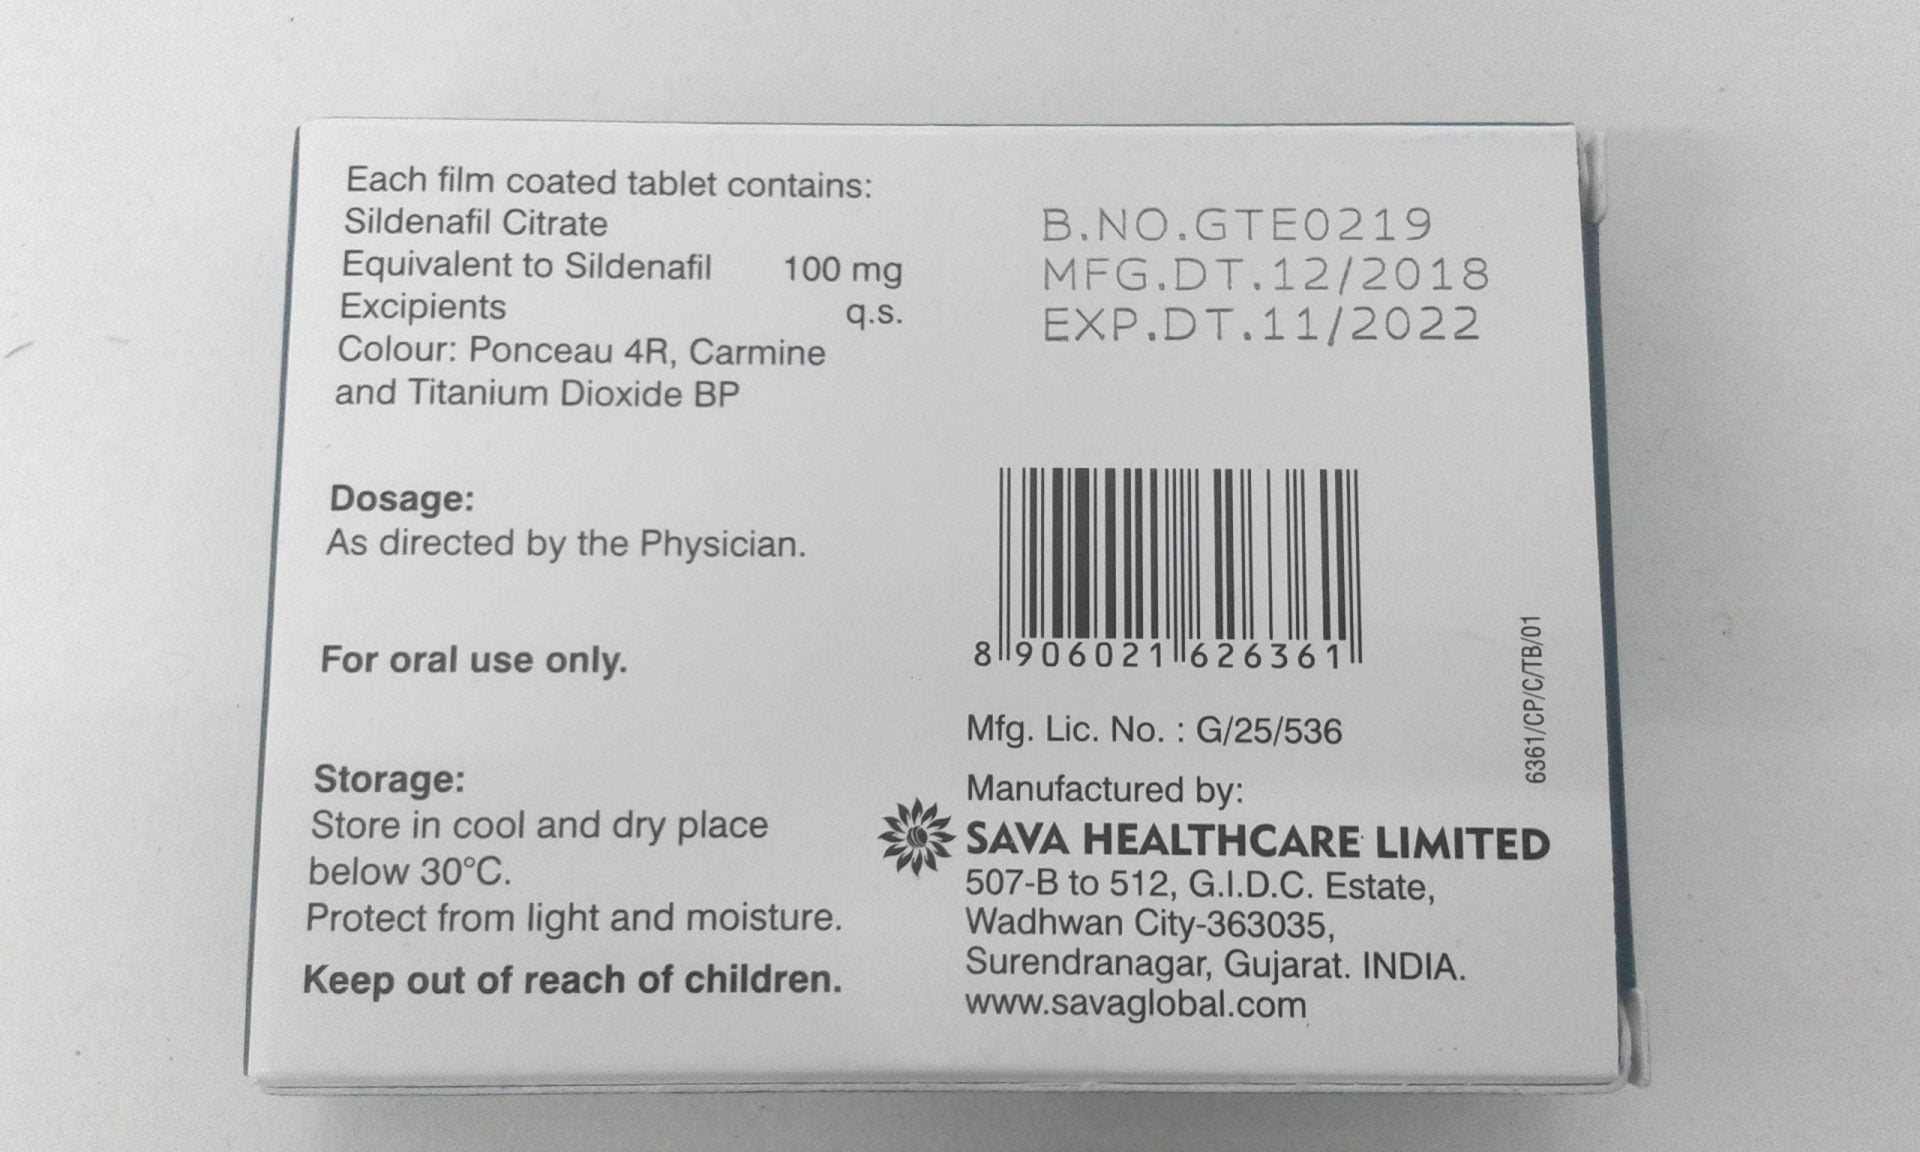 Each film coated tablet contains:
Sildenafil Citrate
Equivalent to Sildenafil 100 mg
Excipients q.s.
Colour: Ponceau 4R, Carmine
and Titanium Dioxide BP
Dosage:
As directed by the Physician.
For oral use only.
Storage:
Store in cool and dry place
below 30°C.
Protect from light and moisture.
Keep out of reach of children.
B.NO.GTE0219
MFG.DT.12/2018
EXP.DT.11/2022
8 906021 626361
Mfg. Lic. No. : G/25/536
Manufactured by:
SAVA HEALTHCARE LIMITED
507-B to 512, G.I.D.C. Estate,
Wadhwan City-363035,
Surendranagar, Gujarat. INDIA.
www.savaglobal.com
6361/CP/C/TB/01